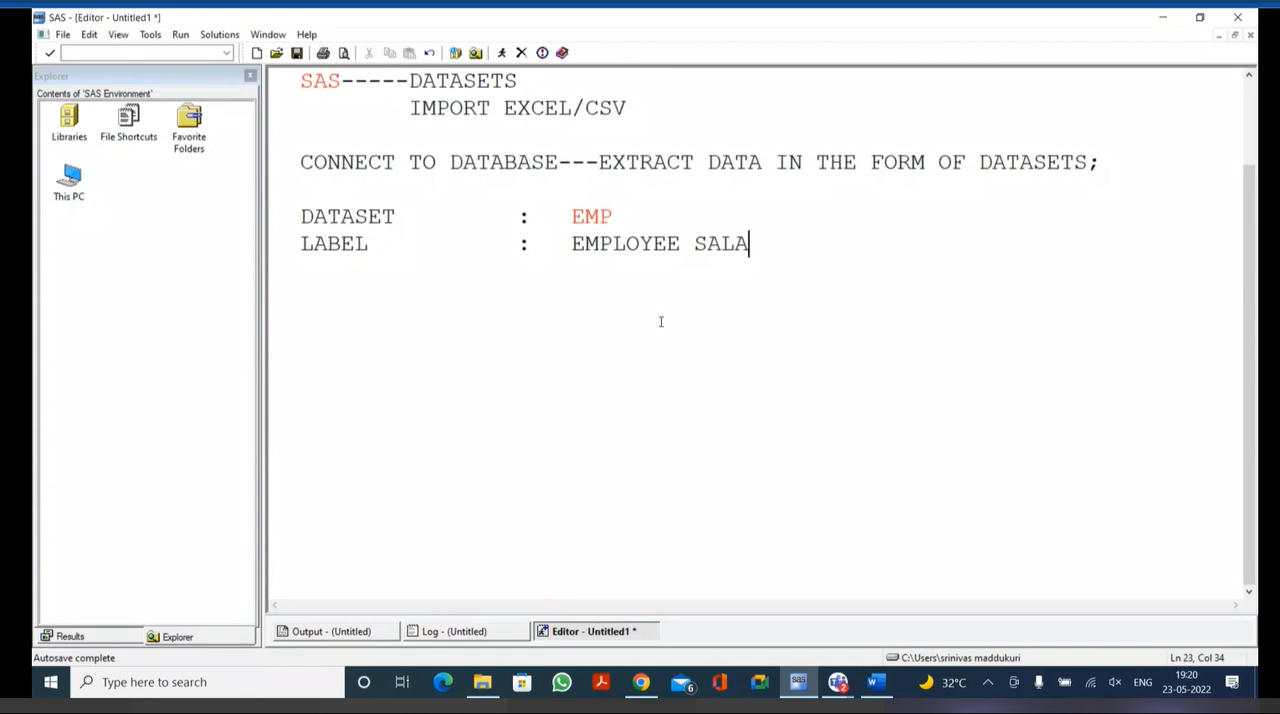 SAS - [Editor - Untitled1 *]
File Edit View Tools Run Solutions Window Help
Explorer
Contents of 'SAS Environment'
Libraries File Shortcuts Favorite Folders
This PC
SAS-----DATASETS
IMPORT EXCEL/CSV
CONNECT TO DATABASE---EXTRACT DATA IN THE FORM OF DATASETS;
DATASET : EMP
LABEL : EMPLOYEE SALA
Results Explorer
Output - (Untitled) Log - (Untitled) Editor - Untitled1 *
Autosave complete C:\Users\srinivas maddukuri Ln 23, Col 34
Type here to search 6 sas 2 32°C ENG 19:20
23-05-2022